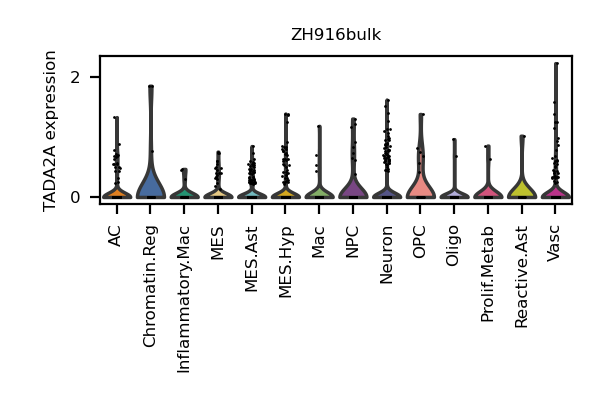 ZH916bulk
TADA2A expression
2
0
AC
Chromatin.Reg
Inflammatory.Mac
MES
MES.Ast
MES.Hyp
Mac
NPC
Neuron
OPC
Oligo
Prolif.Metab
Reactive.Ast
Vasc